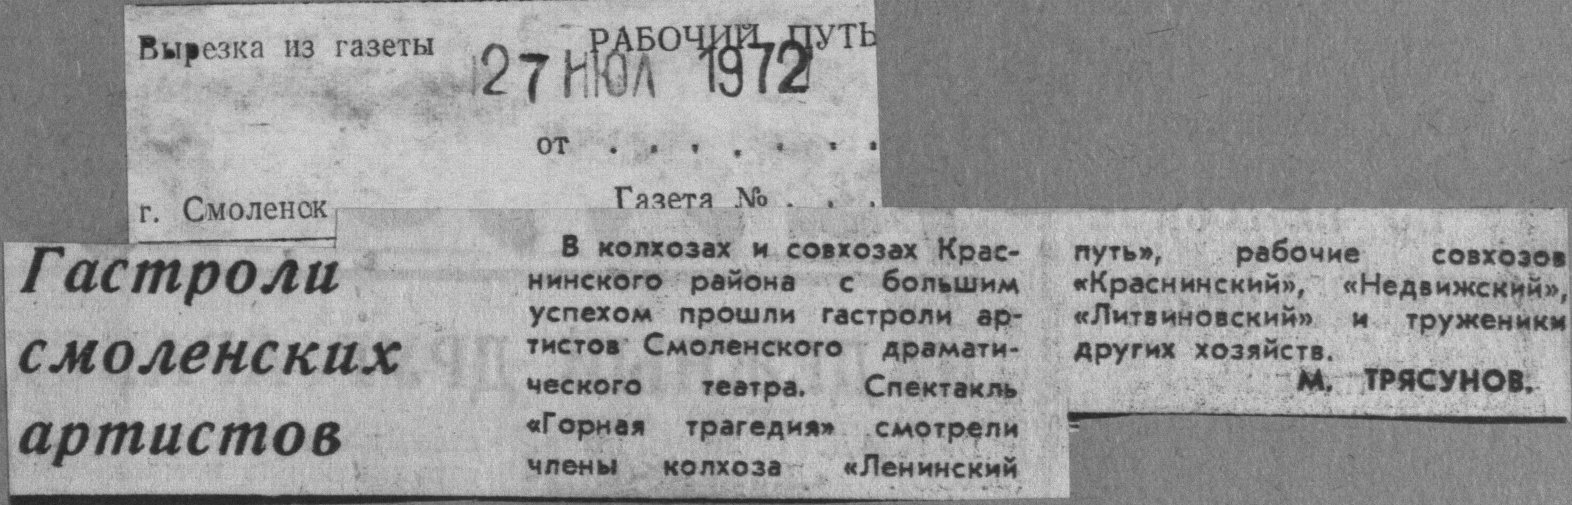 Вырезка из газеты РАБОЧИЙ ПУТЬ
27 ИЮЛ 1972
от . . . . . . .
г. Смоленск Газета № . . .
Гастроли
смоленских
артистов
В колхозах и совхозах Крас-
нинского района с большим
успехом прошли гастроли ар-
тистов Смоленского драмати-
ческого театра. Спектакль
«Горная трагедия» смотрели
члены колхоза «Ленинский
путь», рабочие совхозов
«Краснинский», «Недвижский»,
«Литвиновский» и труженики
других хозяйств.
М. ТРЯСУНОВ.